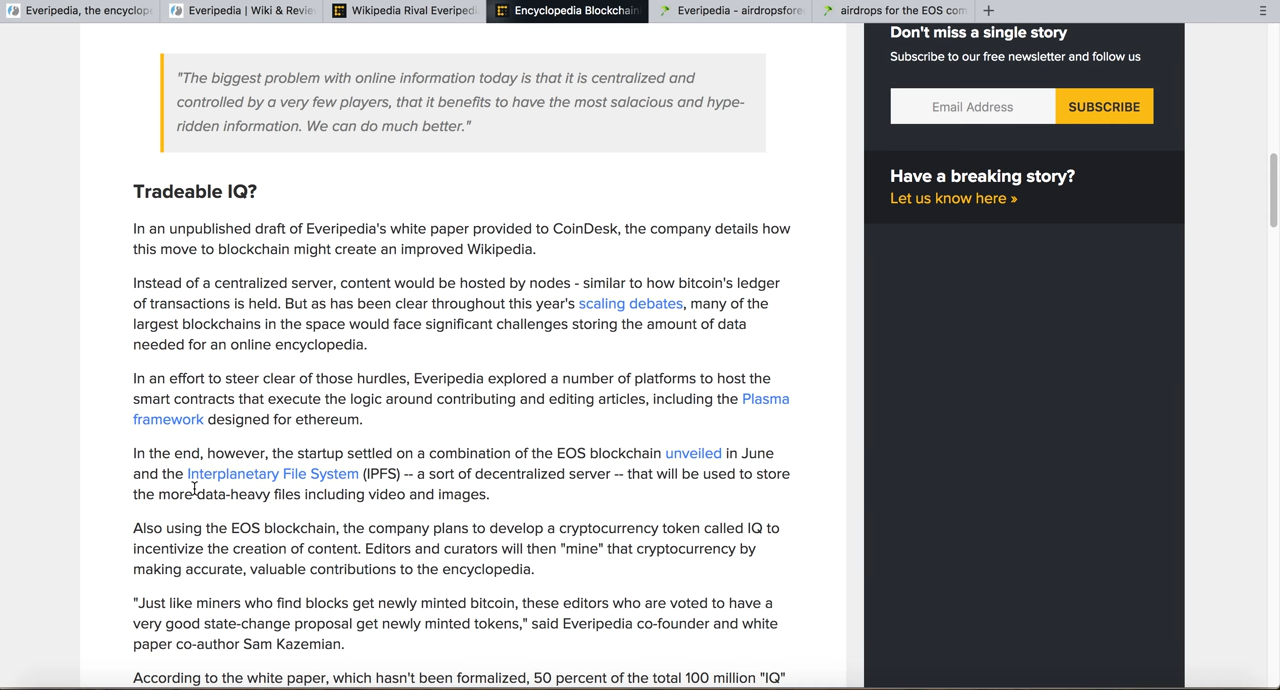 Everipedia, the encyclop
Everipedia | Wiki & Revie
Wikipedia Rival Everipedi
Encyclopedia Blockchain
Everipedia - airdropsfore
airdrops for the EOS com
"The biggest problem with online information today is that it is centralized and
controlled by a very few players, that it benefits to have the most salacious and hype-
ridden information. We can do much better."
Tradeable IQ?
In an unpublished draft of Everipedia's white paper provided to CoinDesk, the company details how
this move to blockchain might create an improved Wikipedia.
Instead of a centralized server, content would be hosted by nodes - similar to how bitcoin's ledger
of transactions is held. But as has been clear throughout this year's scaling debates, many of the
largest blockchains in the space would face significant challenges storing the amount of data
needed for an online encyclopedia.
In an effort to steer clear of those hurdles, Everipedia explored a number of platforms to host the
smart contracts that execute the logic around contributing and editing articles, including the Plasma
framework designed for ethereum.
In the end, however, the startup settled on a combination of the EOS blockchain unveiled in June
and the Interplanetary File System (IPFS) -- a sort of decentralized server -- that will be used to store
the more data-heavy files including video and images.
Also using the EOS blockchain, the company plans to develop a cryptocurrency token called IQ to
incentivize the creation of content. Editors and curators will then "mine" that cryptocurrency by
making accurate, valuable contributions to the encyclopedia.
"Just like miners who find blocks get newly minted bitcoin, these editors who are voted to have a
very good state-change proposal get newly minted tokens," said Everipedia co-founder and white
paper co-author Sam Kazemian.
According to the white paper, which hasn't been formalized, 50 percent of the total 100 million "IQ"
Don't miss a single story
Subscribe to our free newsletter and follow us
Email Address
SUBSCRIBE
Have a breaking story?
Let us know here »